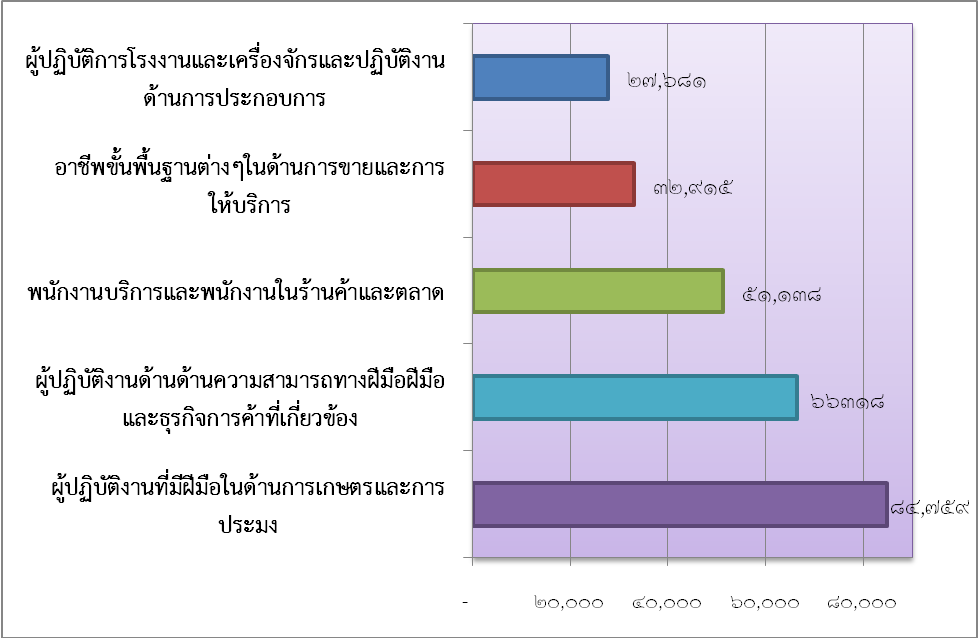 ผู้ปฏิบัติการโรงงานและเครื่องจักรและปฏิบัติงาน
ด้านการประกอบการ
๒๗,๖๘๑
อาชีพขั้นพื้นฐานต่างๆในด้านการขายและการ
ให้บริการ
๓๒,๙๑๕
พนักงานบริการและพนักงานในร้านค้าและตลาด
๕๑,๑๓๘
ผู้ปฏิบัติงานด้านด้านความสามารถทางฝีมือฝีมือ
และธุรกิจการค้าที่เกี่ยวข้อง
๖๖๓๑๘
ผู้ปฏิบัติงานที่มีฝีมือในด้านการเกษตรและการ
ประมง
๘๔,๗๕๙
- ๒๐,๐๐๐ ๔๐,๐๐๐ ๖๐,๐๐๐ ๘๐,๐๐๐